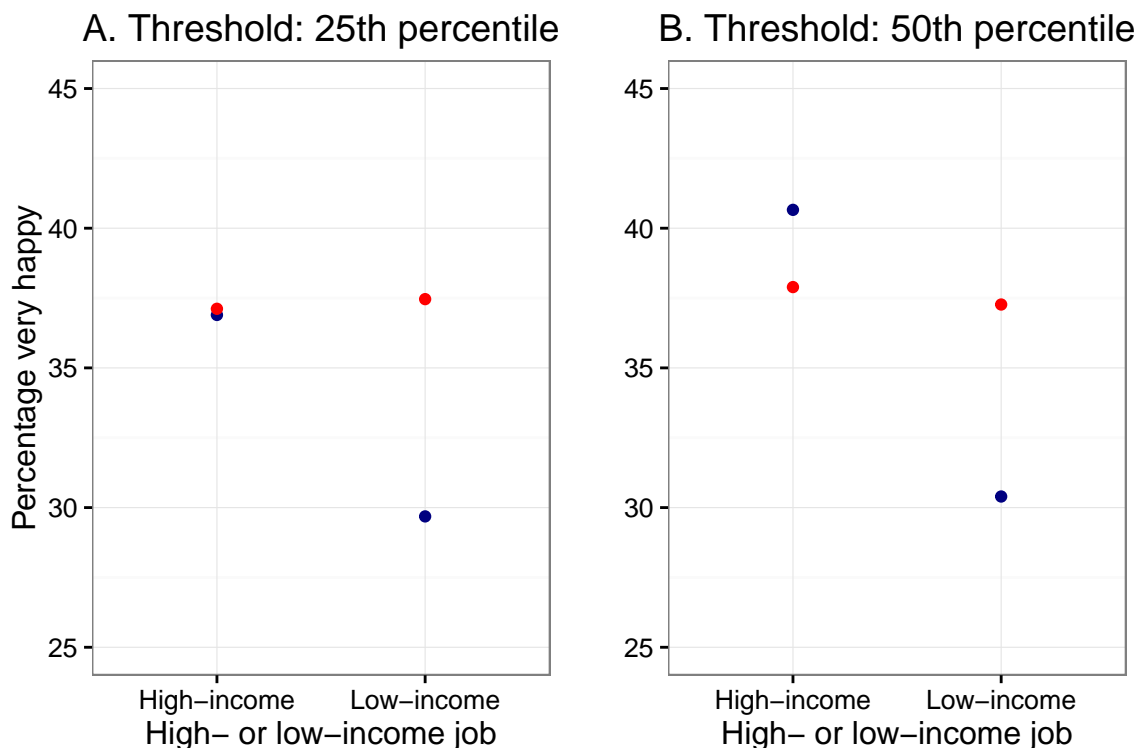 A. Threshold: 25th percentile
Percentage very happy
45
40
35
30
25
High−income Low−income
High− or low−income job
B. Threshold: 50th percentile
45
40
35
30
25
High−income Low−income
High− or low−income job